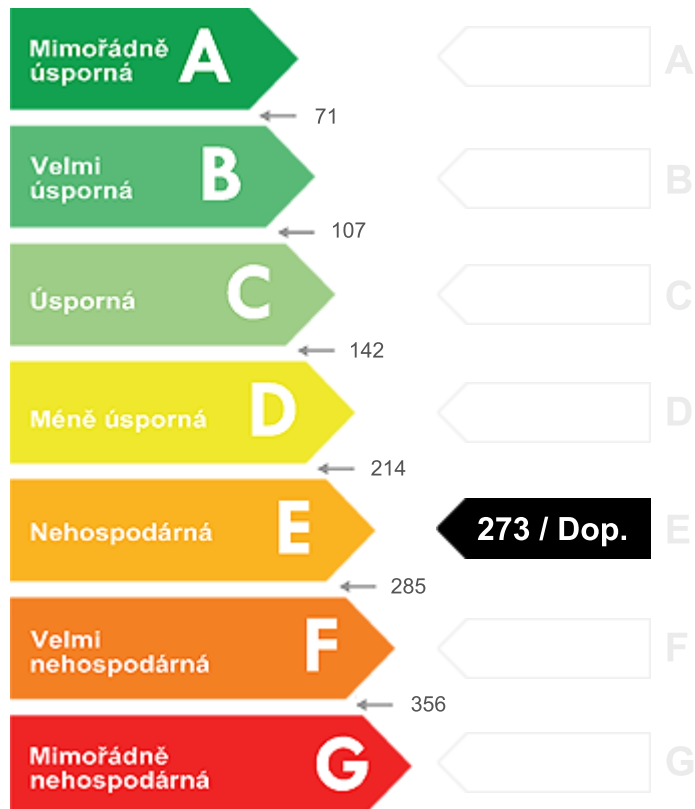 Mimořádně
úsporná
A
A
71
Velmi
úsporná
B
B
107
Úsporná
C
C
142
Méně úsporná
D
D
214
Nehospodárná
E
273 / Dop.
E
285
Velmi
nehospodárná
F
F
356
Mimořádně
nehospodárná
G
G